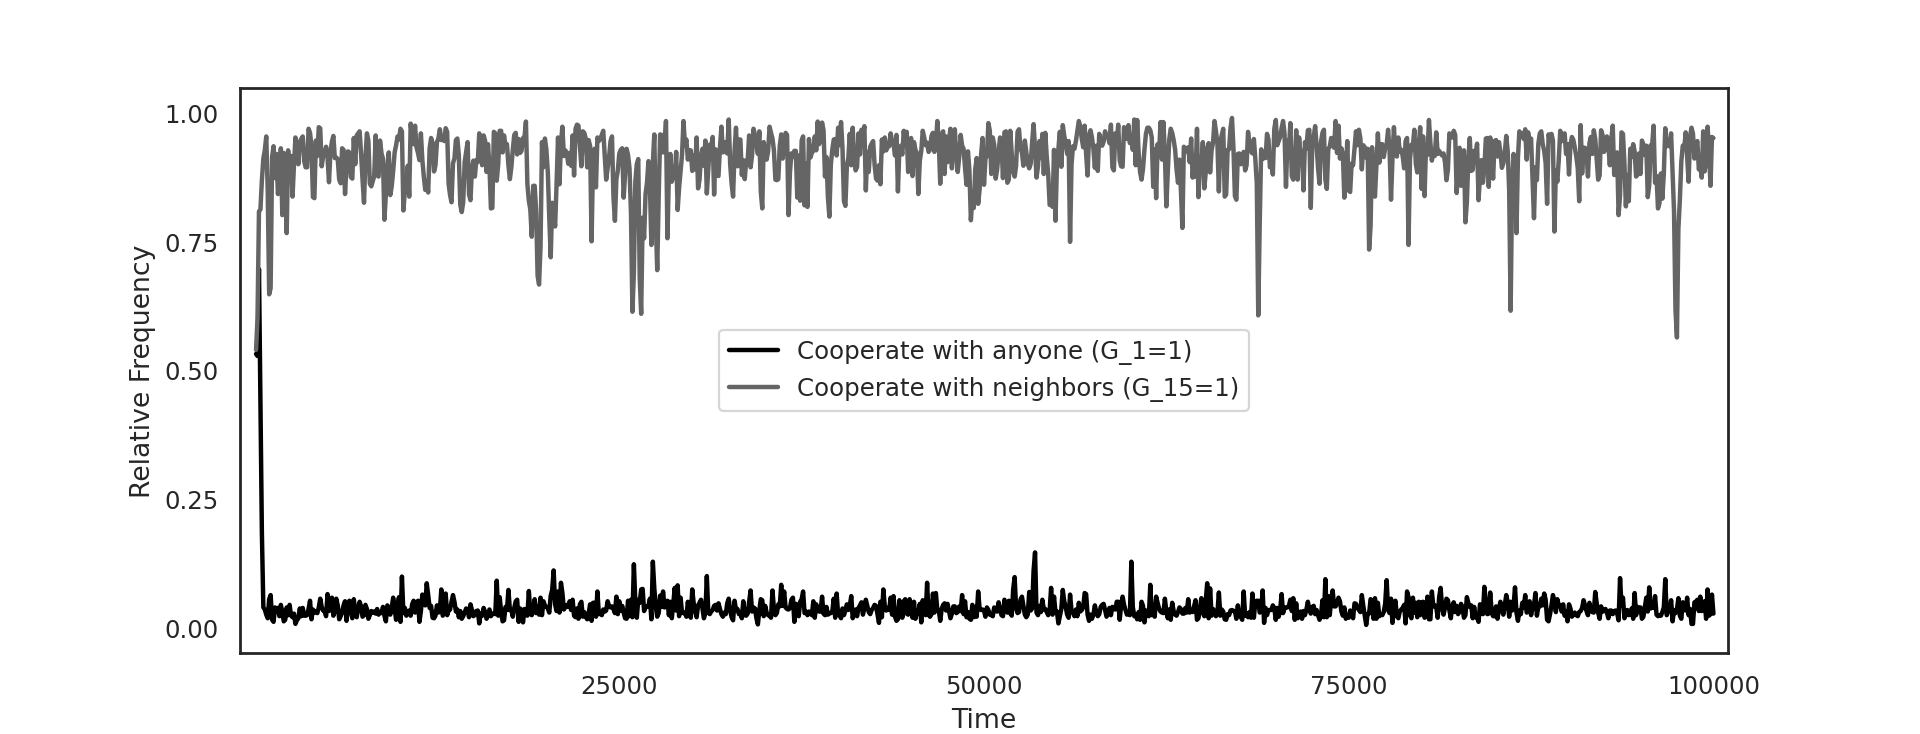 1.00
0.75
0.50
0.25
0.00
Relative Frequency
Cooperate with anyone (G_1=1)
Cooperate with neighbors (G_15=1)
25000 50000 75000 100000
Time